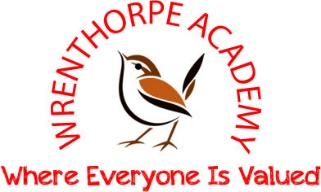 WRENTHORPE ACADEMY
Where Everyone Is Valued